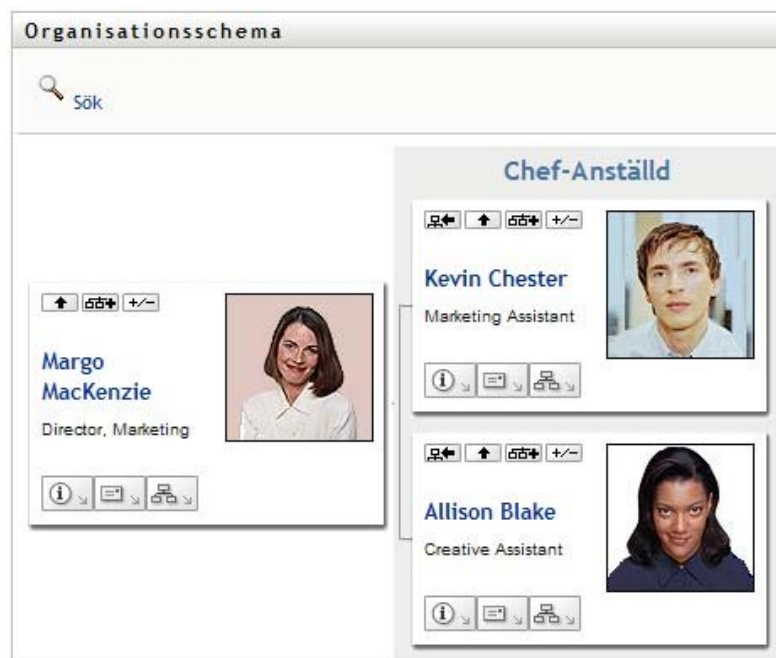 Organisationsschema
Sök
Chef-Anställd
Kevin Chester
Marketing Assistant
Margo
MacKenzie
Director, Marketing
Allison Blake
Creative Assistant